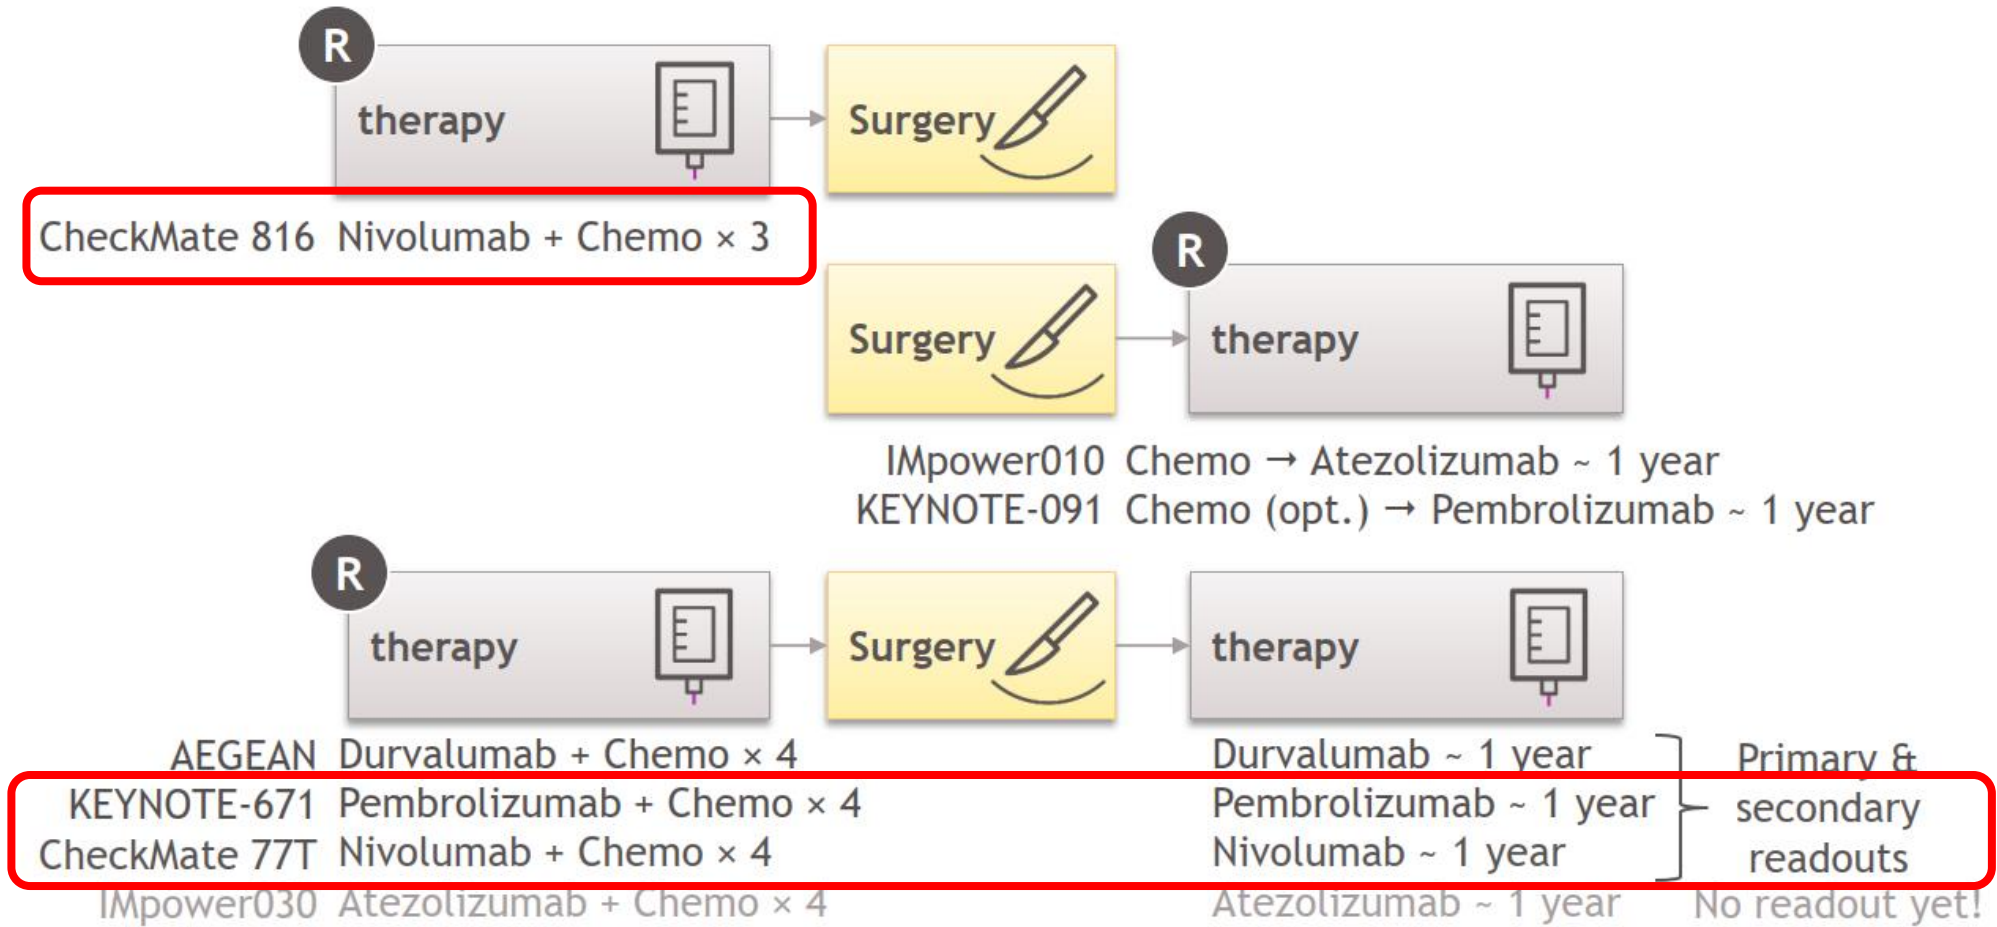 R
therapy
Surgery
CheckMate 816 Nivolumab + Chemo × 3
R
Surgery
therapy
IMpower010 Chemo → Atezolizumab ~ 1 year
KEYNOTE-091 Chemo (opt.) → Pembrolizumab ~ 1 year
R
therapy
Surgery
therapy
AEGEAN Durvalumab + Chemo × 4 Durvalumab ~ 1 year
KEYNOTE-671 Pembrolizumab + Chemo × 4 Pembrolizumab ~ 1 year
CheckMate 77T Nivolumab + Chemo × 4 Nivolumab ~ 1 year
Primary &
secondary
readouts
IMpower030 Atezolizumab + Chemo × 4 Atezolizumab ~ 1 year No readout yet!